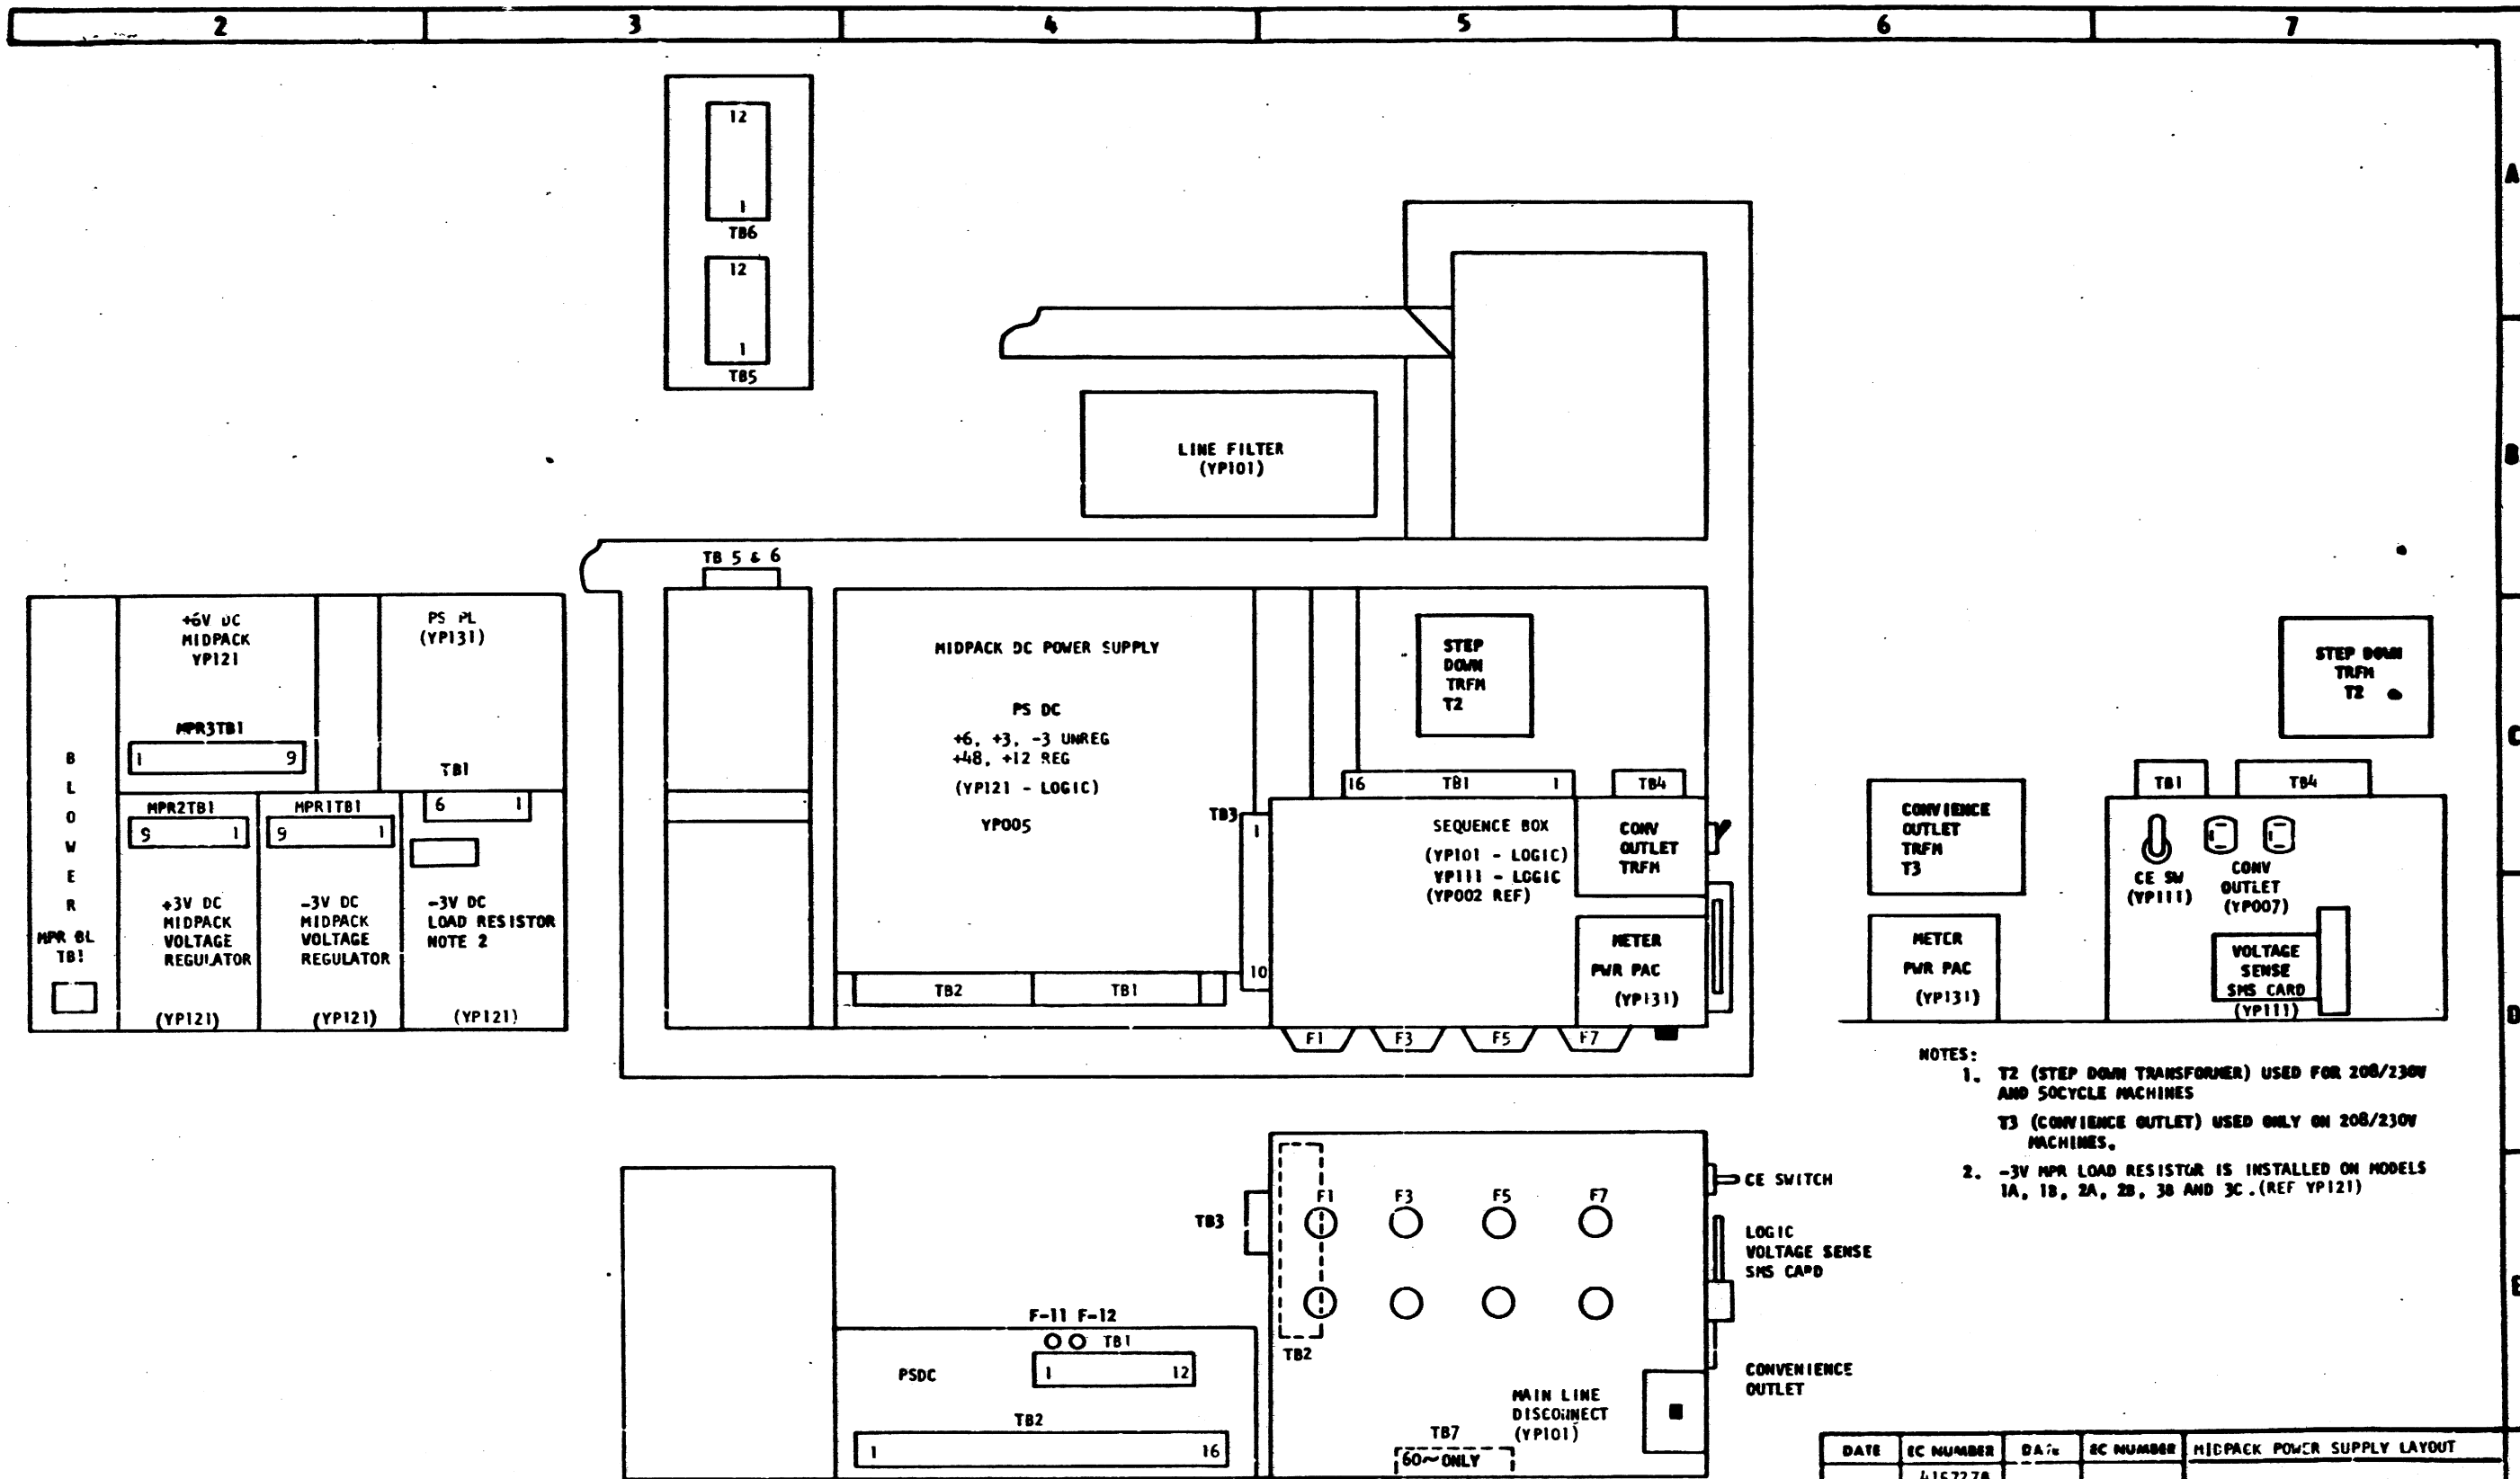 2 3 4 5 6 7
A
B
C
D
E
12
1
TB6
12
1
TB5
LINE FILTER
(YP101)
TB 5 & 6
+6V DC
MIDPACK
YP121
MPR3TB1
1 9
PS PL
(YP131)
TB1
6 1
BLOWER
MPR BL
TB1
MPR2TB1
9 1
+3V DC
MIDPACK
VOLTAGE
REGULATOR
(YP121)
MPR1TB1
9 1
-3V DC
MIDPACK
VOLTAGE
REGULATOR
(YP121)
-3V DC
LOAD RESISTOR
NOTE 2
(YP121)
MIDPACK DC POWER SUPPLY
PS DC
+6, +3, -3 UNREG
+48, +12 REG
(YP121 - LOGIC)
YP005
TB2 TB1
TB3
1
10
STEP
DOWN
TRFM
T2
16 TB1 1
TB4
SEQUENCE BOX
(YP101 - LOGIC)
YP111 - LOGIC
(YP002 REF)
CONV
OUTLET
TRFM
METER
PWR PAC
(YP131)
F1 F3 F5 F7
STEP DOWN
TRFM
T2
CONVIENCE
OUTLET
TRFM
T3
METER
PWR PAC
(YP131)
TB1 TB4
CE SW
(YP111)
CONV
OUTLET
(YP007)
VOLTAGE
SENSE
SMS CARD
(YP111)
NOTES:
1. T2 (STEP DOWN TRANSFORMER) USED FOR 208/230V
AND 50CYCLE MACHINES
T3 (CONVIENCE OUTLET) USED ONLY ON 208/230V
MACHINES.
2. -3V MPR LOAD RESISTOR IS INSTALLED ON MODELS
1A, 1B, 2A, 2B, 3B AND 3C.(REF YP121)
F-11 F-12
TB1
1 12
PSDC
TB2
1 16
TB3
F1 F3 F5 F7
TB2
CE SWITCH
LOGIC
VOLTAGE SENSE
SMS CARD
CONVENIENCE
OUTLET
MAIN LINE
DISCONNECT
(YP101)
TB7
60~ONLY
DATE EC NUMBER DATE EC NUMBER MIDPACK POWER SUPPLY LAYOUT